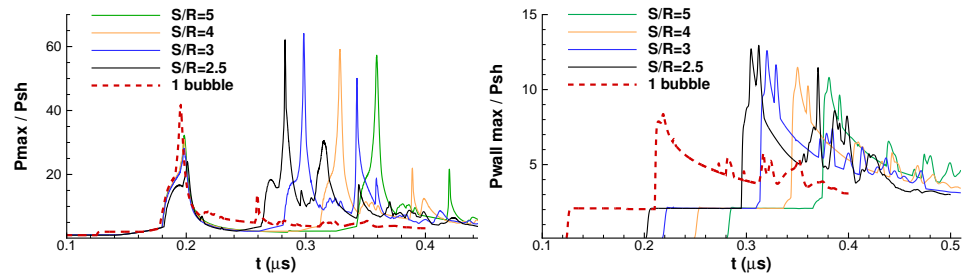 S/R=5
S/R=4
S/R=3
S/R=2.5
1 bubble
Pmax / Psh
60
40
20
0.1
0.2
0.3
0.4
t (μs)
S/R=5
S/R=4
S/R=3
S/R=2.5
1 bubble
Pwall max / Psh
15
10
5
0
0.1
0.2
0.3
0.4
0.5
t (μs)